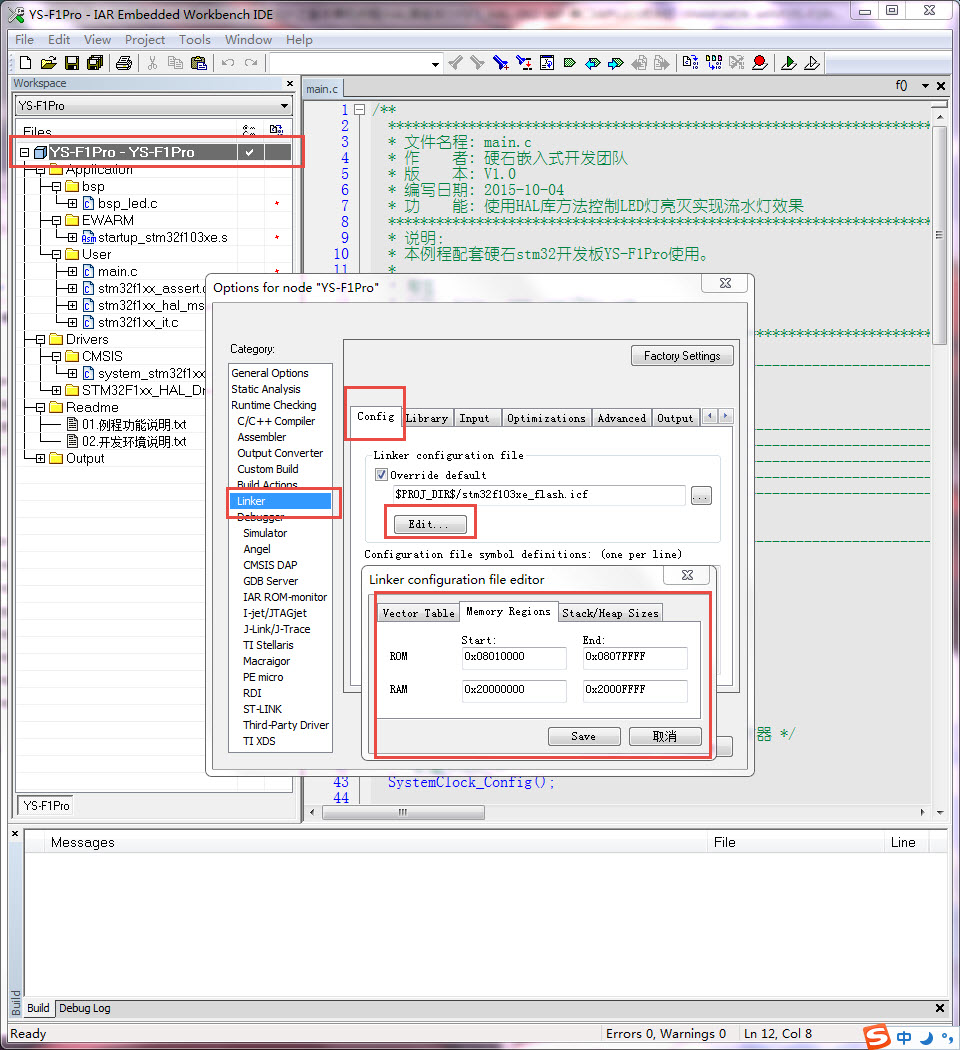 YS-F1Pro - IAR Embedded Workbench IDE
File Edit View Project Tools Window Help
Workspace
YS-F1Pro
Files
YS-F1Pro - YS-F1Pro
Application
bsp
bsp_led.c
EWARM
startup_stm32f103xe.s
User
main.c
stm32f1xx_assert.c
stm32f1xx_hal_ms
stm32f1xx_it.c
Drivers
CMSIS
system_stm32f1xx
STM32F1xx_HAL_Dr
Readme
01.例程功能说明.txt
02.开发环境说明.txt
Output
YS-F1Pro
main.c
f()
1 /**
2 ******************************************************************
3 * 文件名程: main.c
4 * 作 者: 硬石嵌入式开发团队
5 * 版 本: V1.0
6 * 编写日期: 2015-10-04
7 * 功 能: 使用HAL库方法控制LED灯亮灭实现流水灯效果
8 ******************************************************************
9 * 说明:
10 * 本例程配套硬石stm32开发板YS-F1Pro使用。
11 *
器 */
43 SystemClock_Config();
44
Options for node "YS-F1Pro"
Category:
General Options
Static Analysis
Runtime Checking
C/C++ Compiler
Assembler
Output Converter
Custom Build
Build Actions
Linker
Debugger
Simulator
Angel
CMSIS DAP
GDB Server
IAR ROM-monitor
I-jet/JTAGjet
J-Link/J-Trace
TI Stellaris
Macraigor
PE micro
RDI
ST-LINK
Third-Party Driver
TI XDS
Factory Settings
Config Library Input Optimizations Advanced Output
Linker configuration file
Override default
$PROJ_DIR$/stm32f103xe_flash.icf
...
Edit...
Configuration file symbol definitions: (one per line)
Linker configuration file editor
Vector Table Memory Regions Stack/Heap Sizes
Start: End:
ROM 0x08010000 0x0807FFFF
RAM 0x20000000 0x2000FFFF
Save 取消
Messages File Line
Build
Build Debug Log
Ready Errors 0, Warnings 0 Ln 12, Col 8
S 中